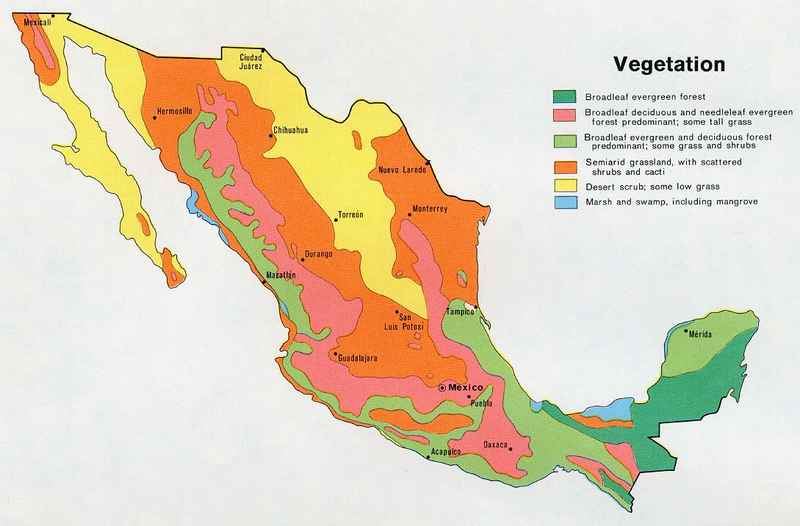 Vegetation
Broadleaf evergreen forest
Broadleaf deciduous and needleleaf evergreen
forest predominant; some tall grass
Broadleaf evergreen and deciduous forest
predominant; some grass and shrubs
Semiarid grassland, with scattered
shrubs and cacti
Desert scrub; some low grass
Marsh and swamp, including mangrove
Mexicali
Ciudad
Juárez
Hermosillo
Chihuahua
Nuevo Laredo
Monterrey
Torreón
Durango
Mazatlán
San
Luis Potosí
Tampico
Guadalajara
México
Puebla
Mérida
Oaxaca
Acapulco